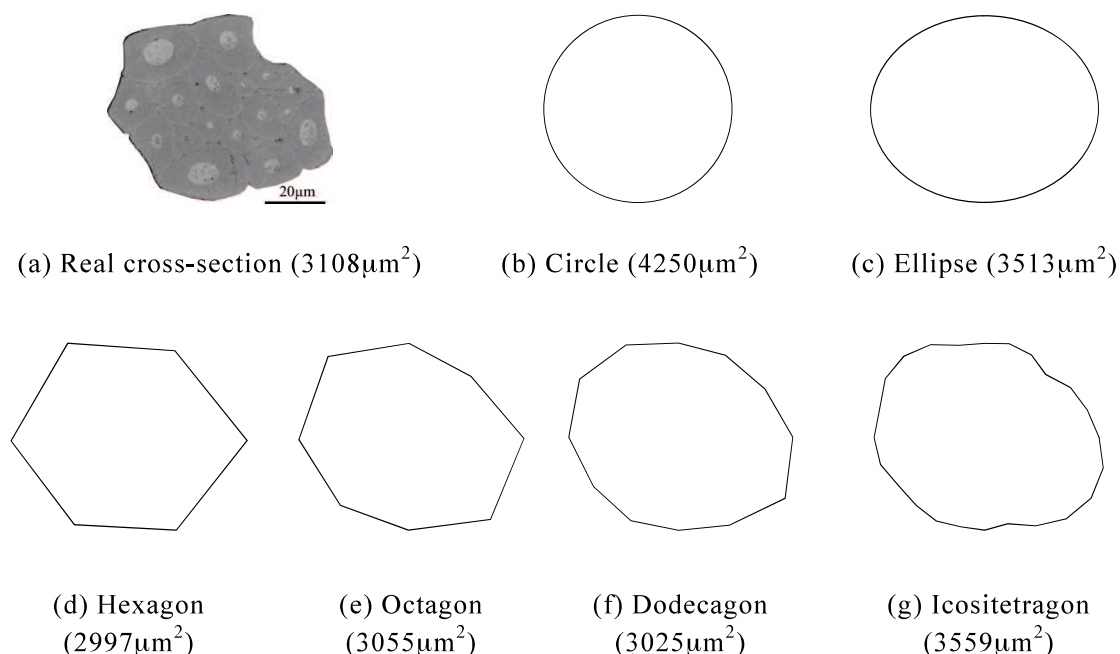 20μm
(a) Real cross-section (3108μm²)
(b) Circle (4250μm²)
(c) Ellipse (3513μm²)
(d) Hexagon
(2997μm²)
(e) Octagon
(3055μm²)
(f) Dodecagon
(3025μm²)
(g) Icositetragon
(3559μm²)